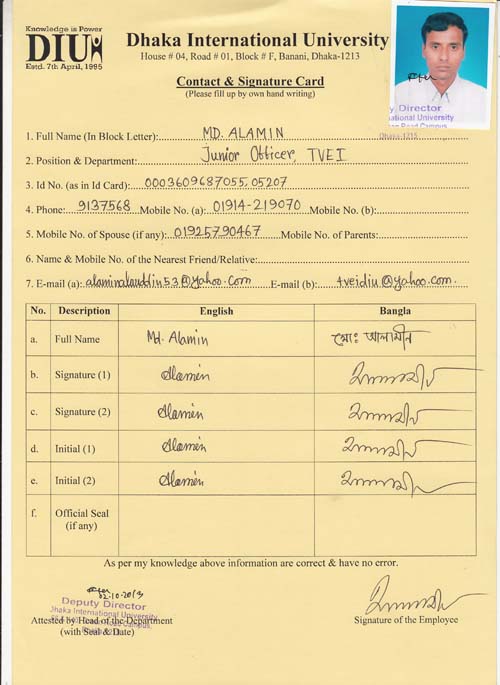 Knowledge is Power
DIU
Estd. 7th April, 1995
Dhaka International University
House # 04, Road # 01, Block # F, Banani, Dhaka-1213
Contact & Signature Card
(Please fill up by own hand writing)
y Director
national University
Road Campus
Dhaka-1215
1. Full Name (In Block Letter): MD. ALAMIN
2. Position & Department: Junior Officer, TVEI
3. Id No. (as in Id Card): 0003609687055, 05207
4. Phone: 9137568 Mobile No. (a): 01914-219070 Mobile No. (b):
5. Mobile No. of Spouse (if any): 01925790467 Mobile No. of Parents:
6. Name & Mobile No. of the Nearest Friend/Relative:
7. E-mail (a): alaminalauddin53@yahoo.com E-mail (b): tveidiu@yahoo.com.
No. Description English Bangla
a. Full Name Md. Alamin মোঃ আলামীন
b. Signature (1) Alamin
c. Signature (2) Alamin
d. Initial (1) Alamin
e. Initial (2) Alamin
f. Official Seal (if any)
As per my knowledge above information are correct & have no error.
02-10-2013
Deputy Director
Dhaka International University
Attested by Head of the Department
(with Seal & Date)
Signature of the Employee